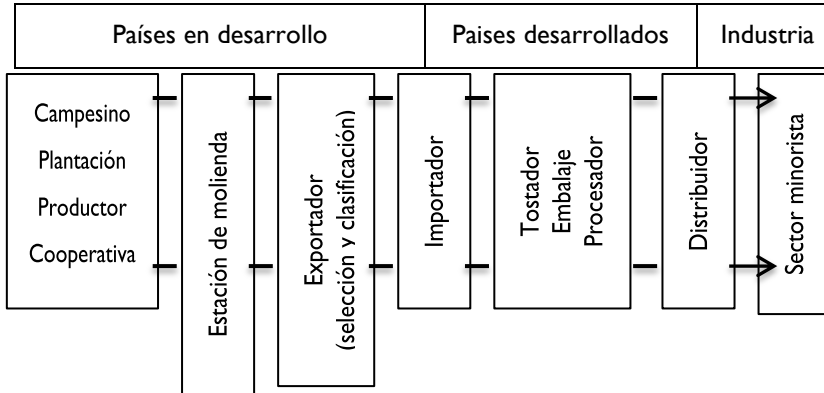 Países en desarrollo
Paises desarrollados
Industria
Campesino
Plantación
Productor
Cooperativa
Estación de molienda
Exportador
(selección y clasificación)
Importador
Tostador
Embalaje
Procesador
Distribuidor
Sector minorista